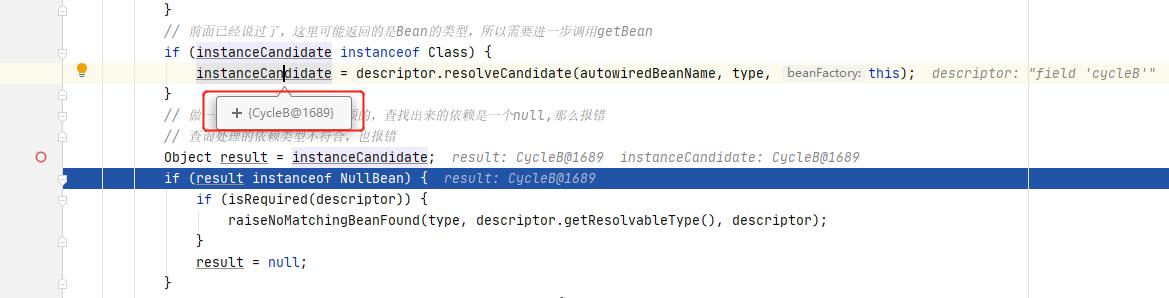 }
// 前面已经说过了，这里可能返回的是Bean的类型，所以需要进一步调用getBean
if (instanceCandidate instanceof Class) {
instanceCandidate = descriptor.resolveCandidate(autowiredBeanName, type, beanFactory: this); descriptor: "field 'cycleB'"
}
// 做一 的，查找出来的依赖是一个null,那么报错
+ {CycleB@1689}
// 查询处理的依赖类型不符合，也报错
Object result = instanceCandidate; result: CycleB@1689 instanceCandidate: CycleB@1689
if (result instanceof NullBean) { result: CycleB@1689
if (isRequired(descriptor)) {
raiseNoMatchingBeanFound(type, descriptor.getResolvableType(), descriptor);
}
result = null;
}